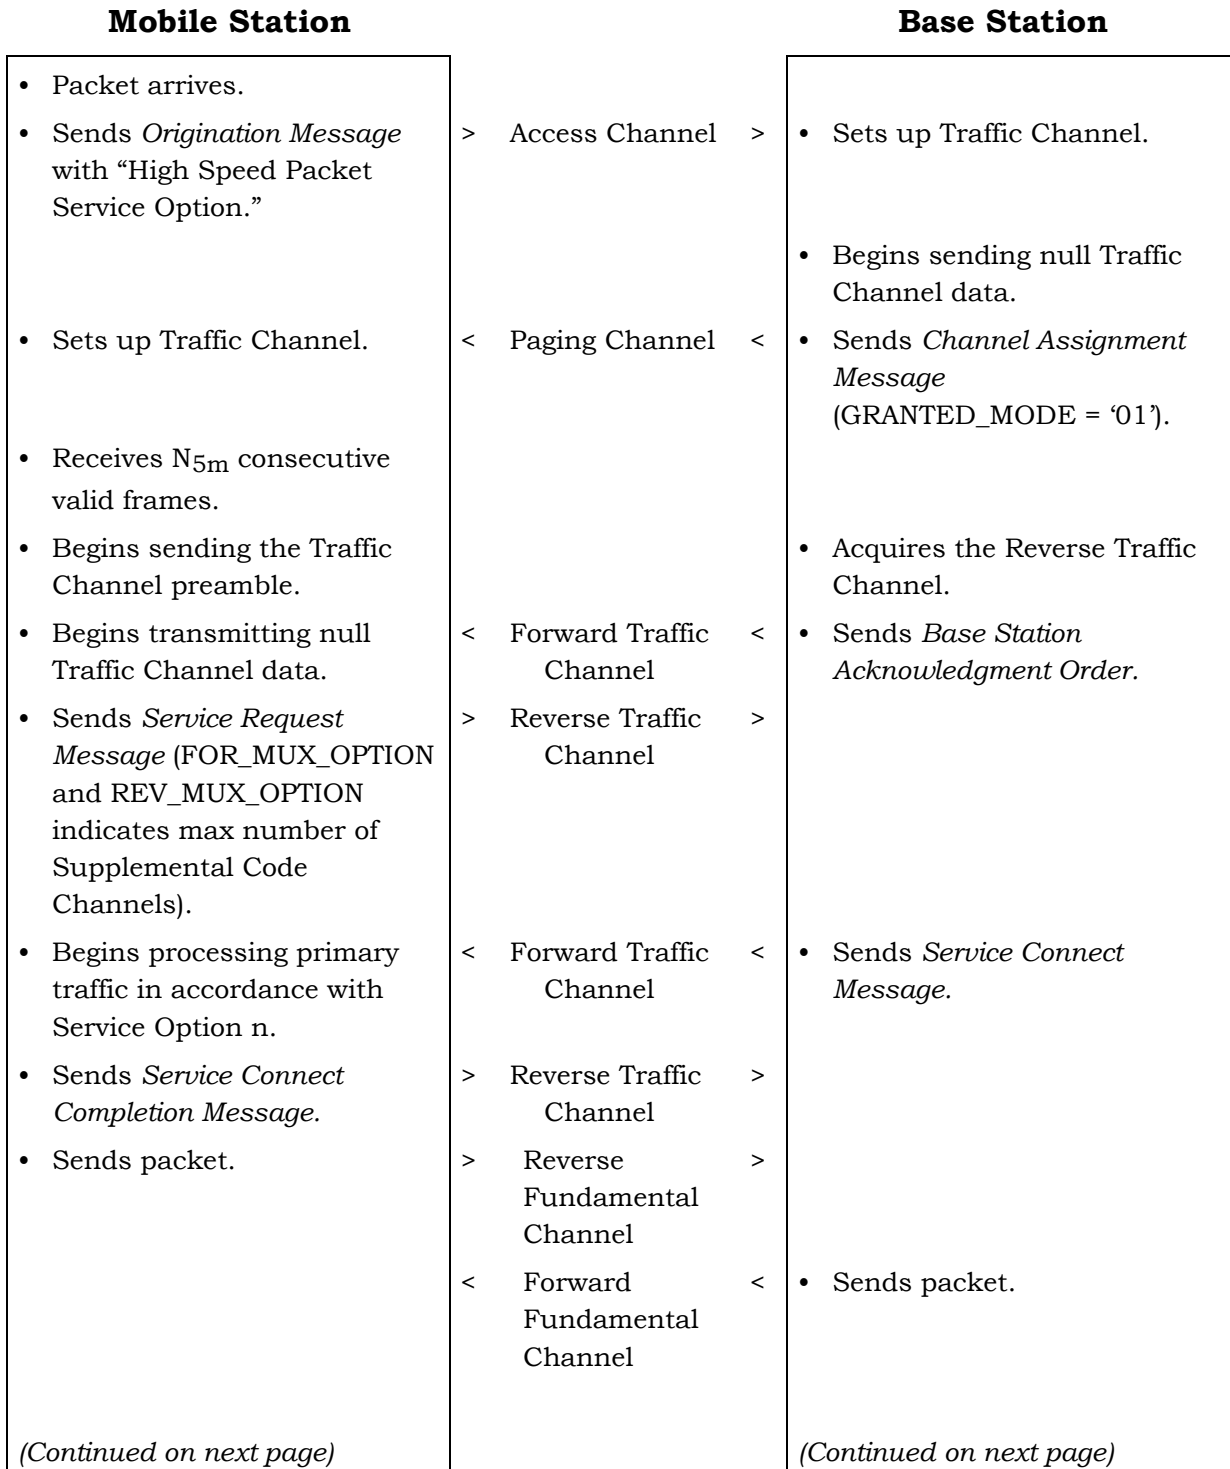 Mobile Station Base Station
• Packet arrives.
• Sends Origination Message > Access Channel > • Sets up Traffic Channel.
with “High Speed Packet
Service Option.”
• Begins sending null Traffic
Channel data.
• Sets up Traffic Channel. < Paging Channel < • Sends Channel Assignment
Message
(GRANTED_MODE = ‘01’).
• Receives N5m consecutive
valid frames.
• Begins sending the Traffic • Acquires the Reverse Traffic
Channel preamble. Channel.
• Begins transmitting null < Forward Traffic < • Sends Base Station
Traffic Channel data. Channel Acknowledgment Order.
• Sends Service Request > Reverse Traffic >
Message (FOR_MUX_OPTION Channel
and REV_MUX_OPTION
indicates max number of
Supplemental Code
Channels).
• Begins processing primary < Forward Traffic < • Sends Service Connect
traffic in accordance with Channel Message.
Service Option n.
• Sends Service Connect > Reverse Traffic >
Completion Message. Channel
• Sends packet. > Reverse >
Fundamental
Channel
< Forward < • Sends packet.
Fundamental
Channel
(Continued on next page) (Continued on next page)